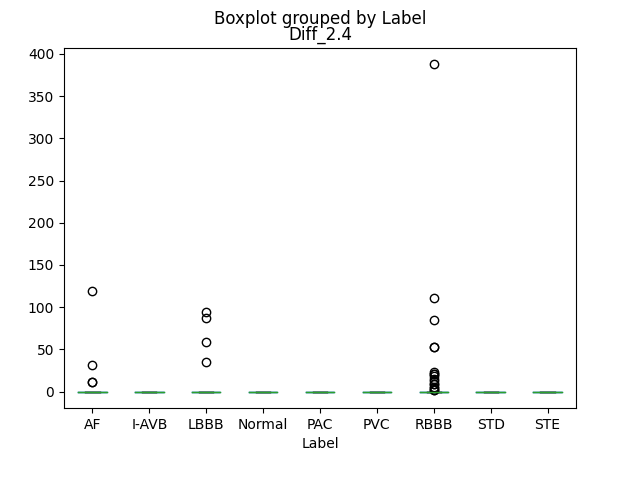 Boxplot grouped by Label
Diff_2.4
400
350
300
250
200
150
100
50
0
AF I-AVB LBBB Normal PAC PVC RBBB STD STE
Label